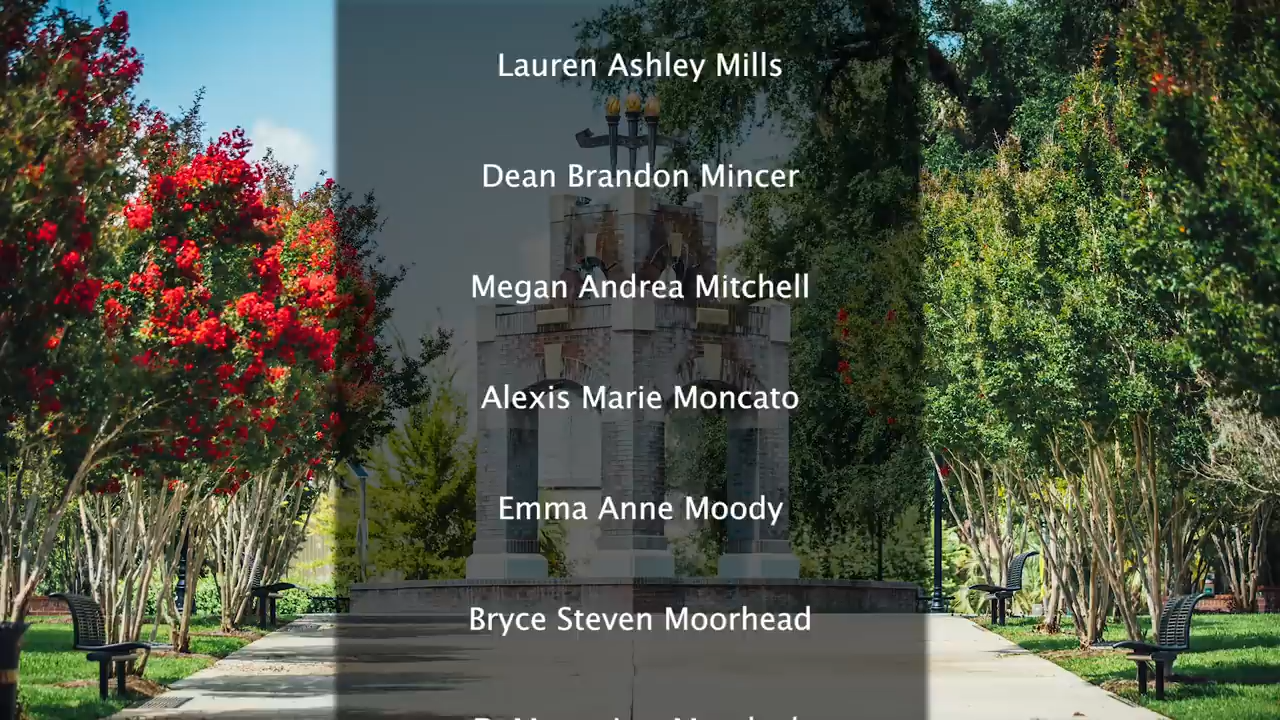 Lauren Ashley Mills
Dean Brandon Mincer
Megan Andrea Mitchell
Alexis Marie Moncato
Emma Anne Moody
Bryce Steven Moorhead